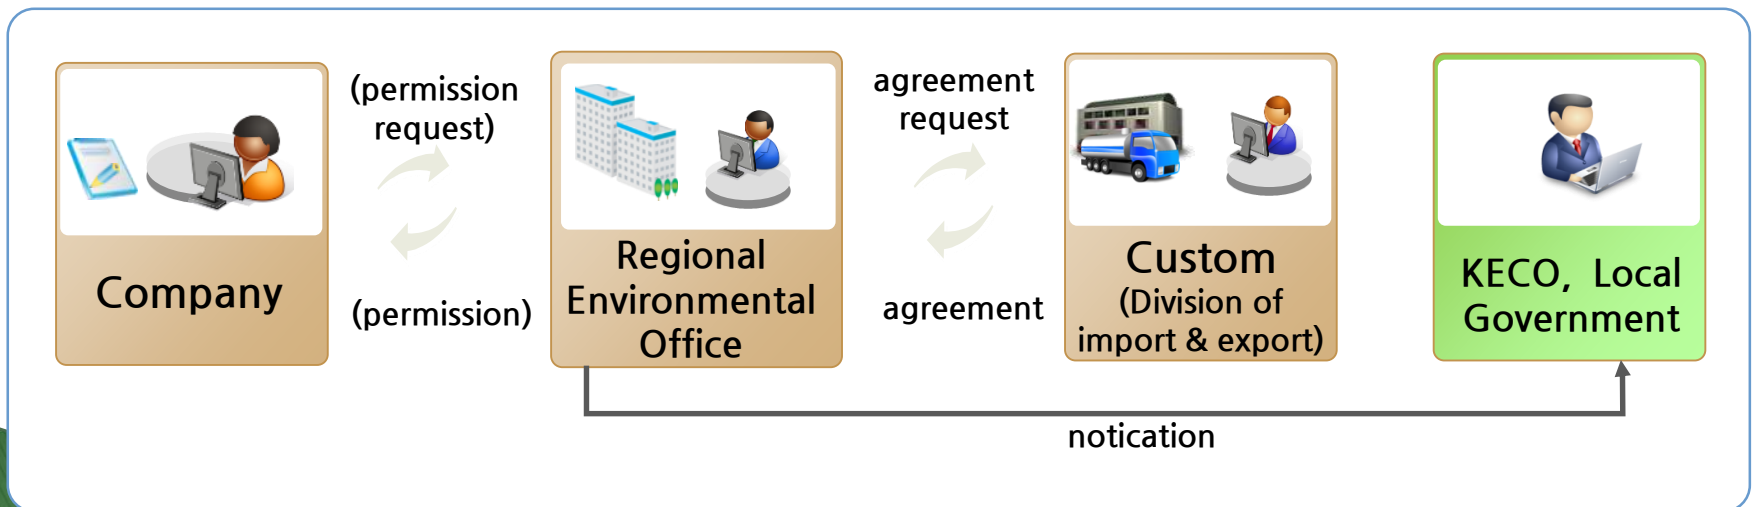 (permission
request)
agreement
request
Company
(permission)
Regional
Environmental
Office
agreement
Custom
(Division of
import & export)
KECO, Local
Government
notication